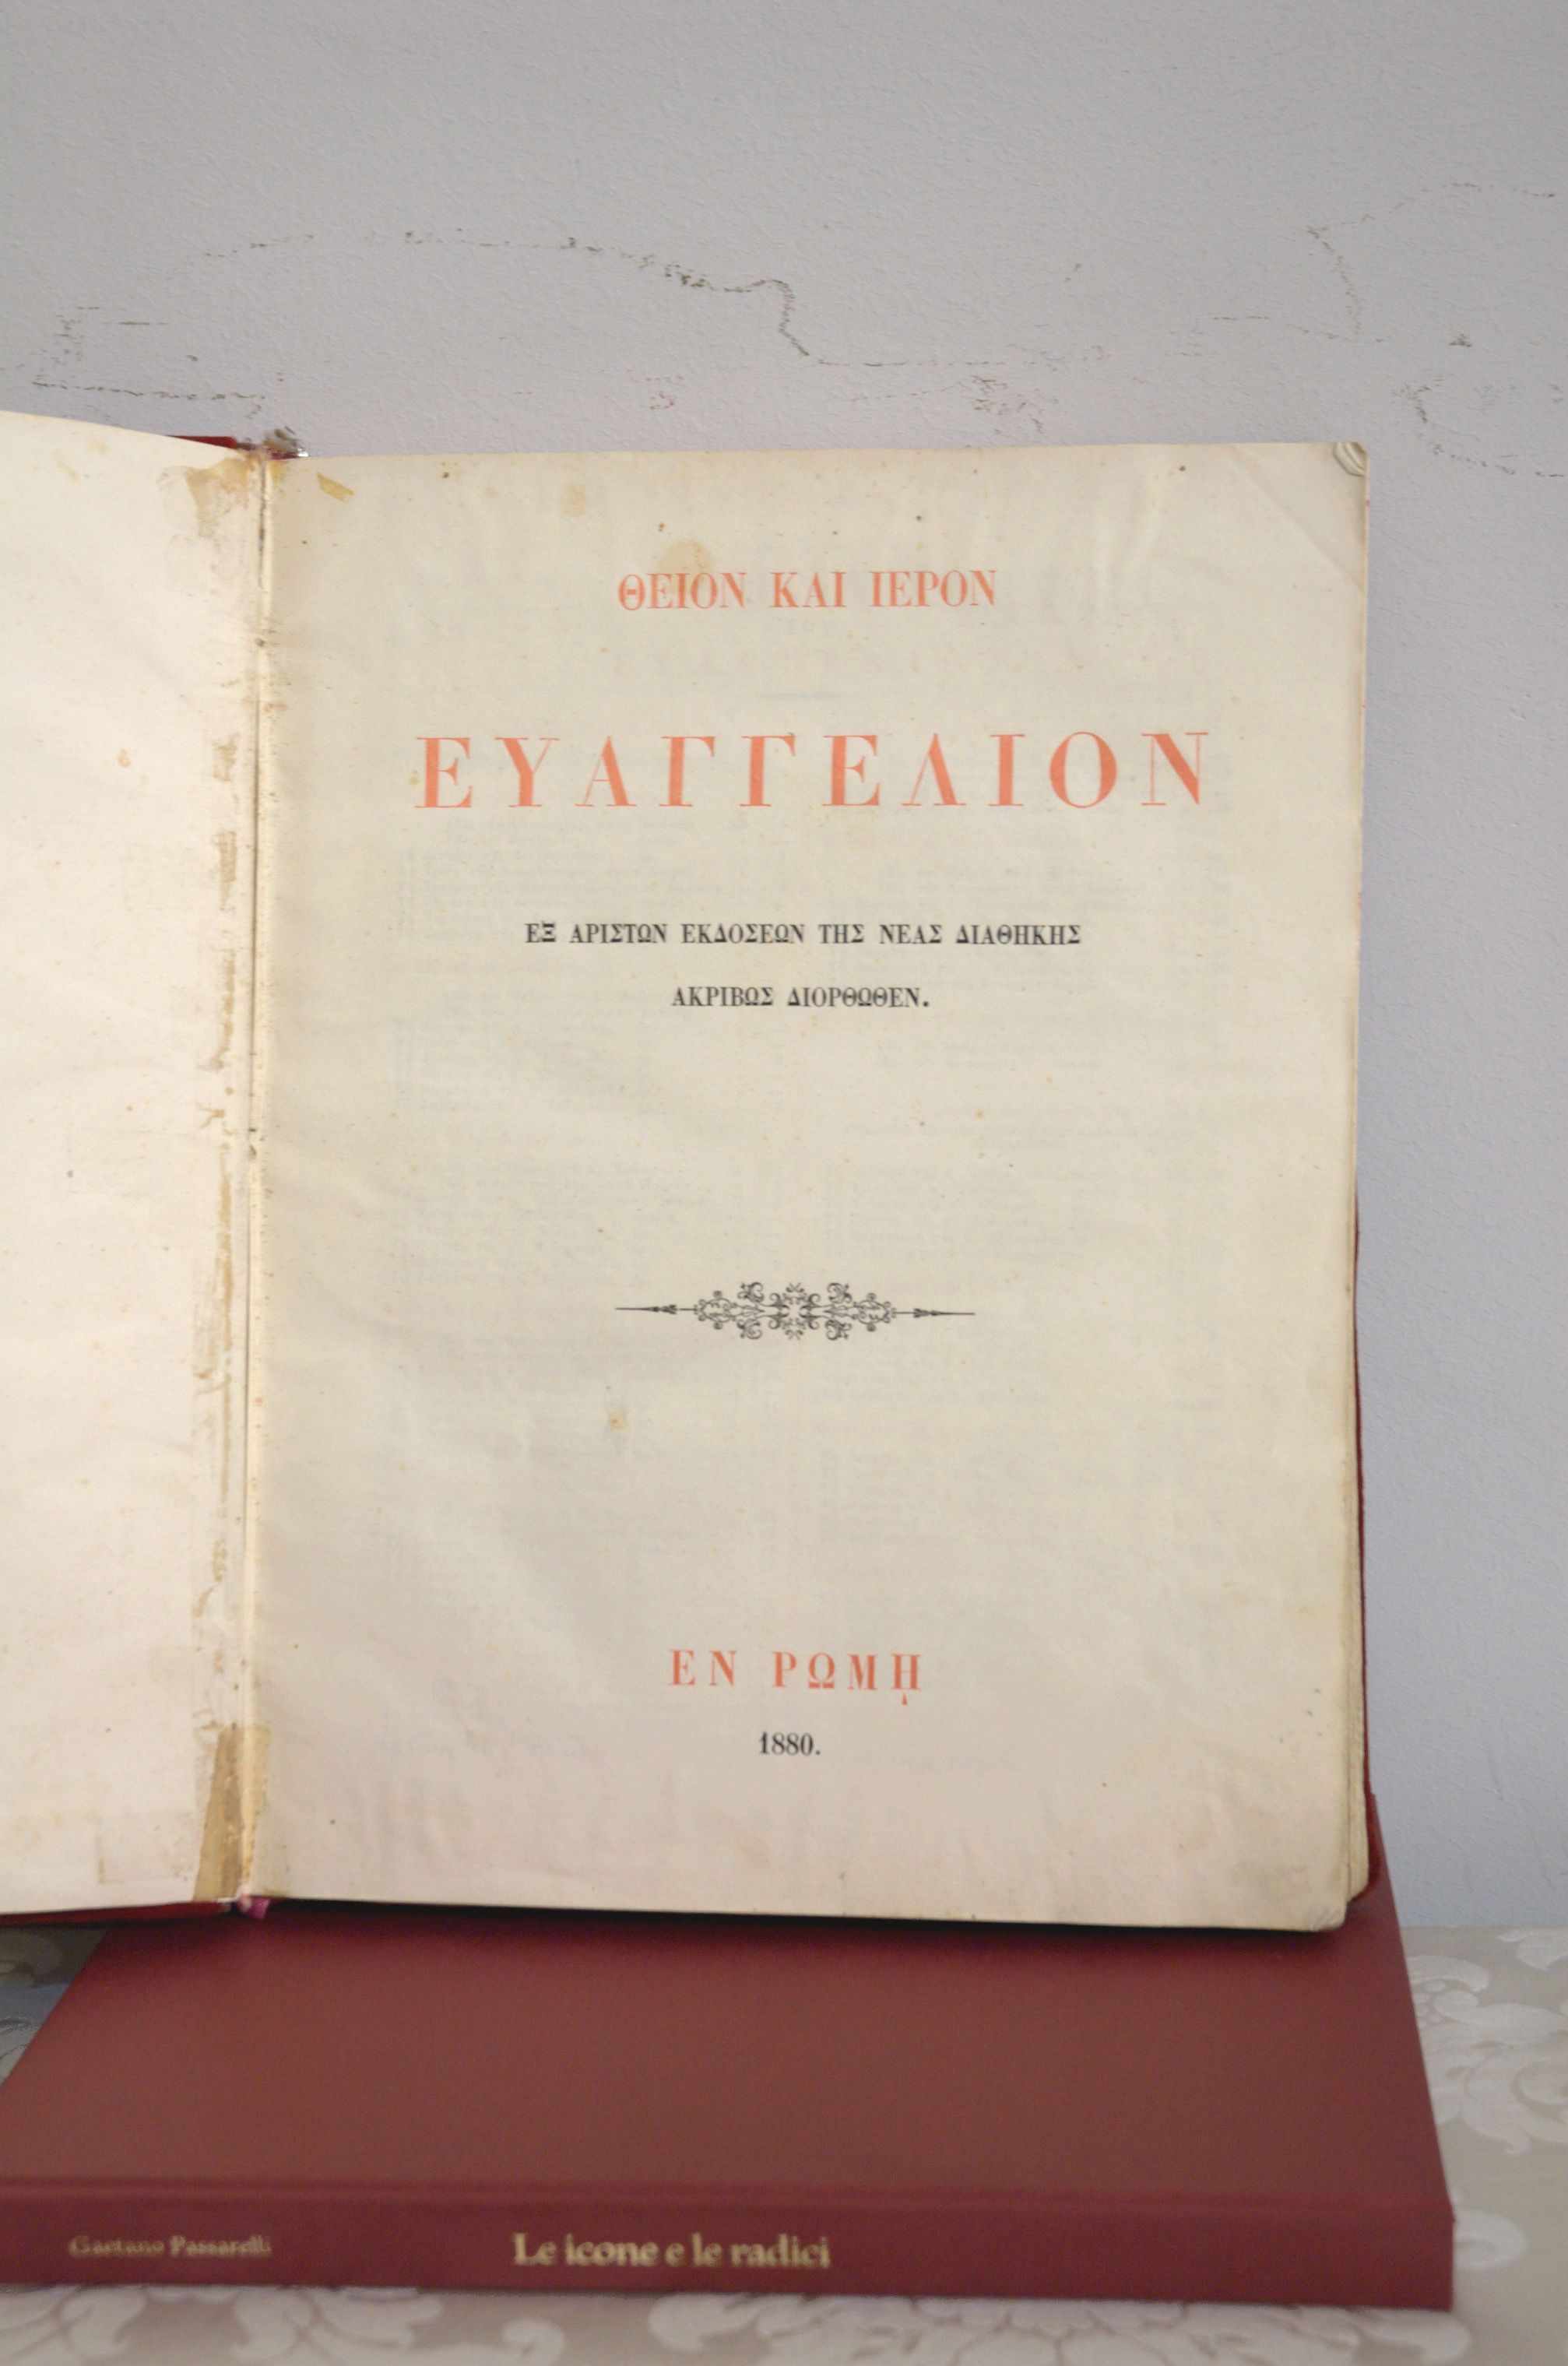 ΘΕΙΟΝ ΚΑΙ ΙΕΡΟΝ
ΕΥΑΓΓΕΛΙΟΝ
ΕΞ ΑΡΙΣΤΩΝ ΕΚΔΟΣΕΩΝ ΤΗΣ ΝΕΑΣ ΔΙΑΘΗΚΗΣ
ΑΚΡΙΒΩΣ ΔΙΟΡΘΩΘΕΝ.
ΕΝ ΡΩΜῌ
1880.
Gaetano Passarelli Le icone e le radici